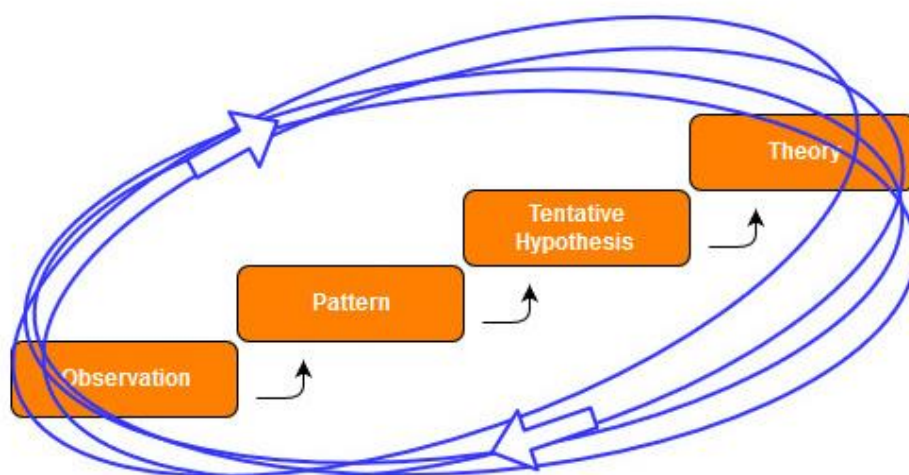 Theory
Tentative
Hypothesis
Pattern
Observation